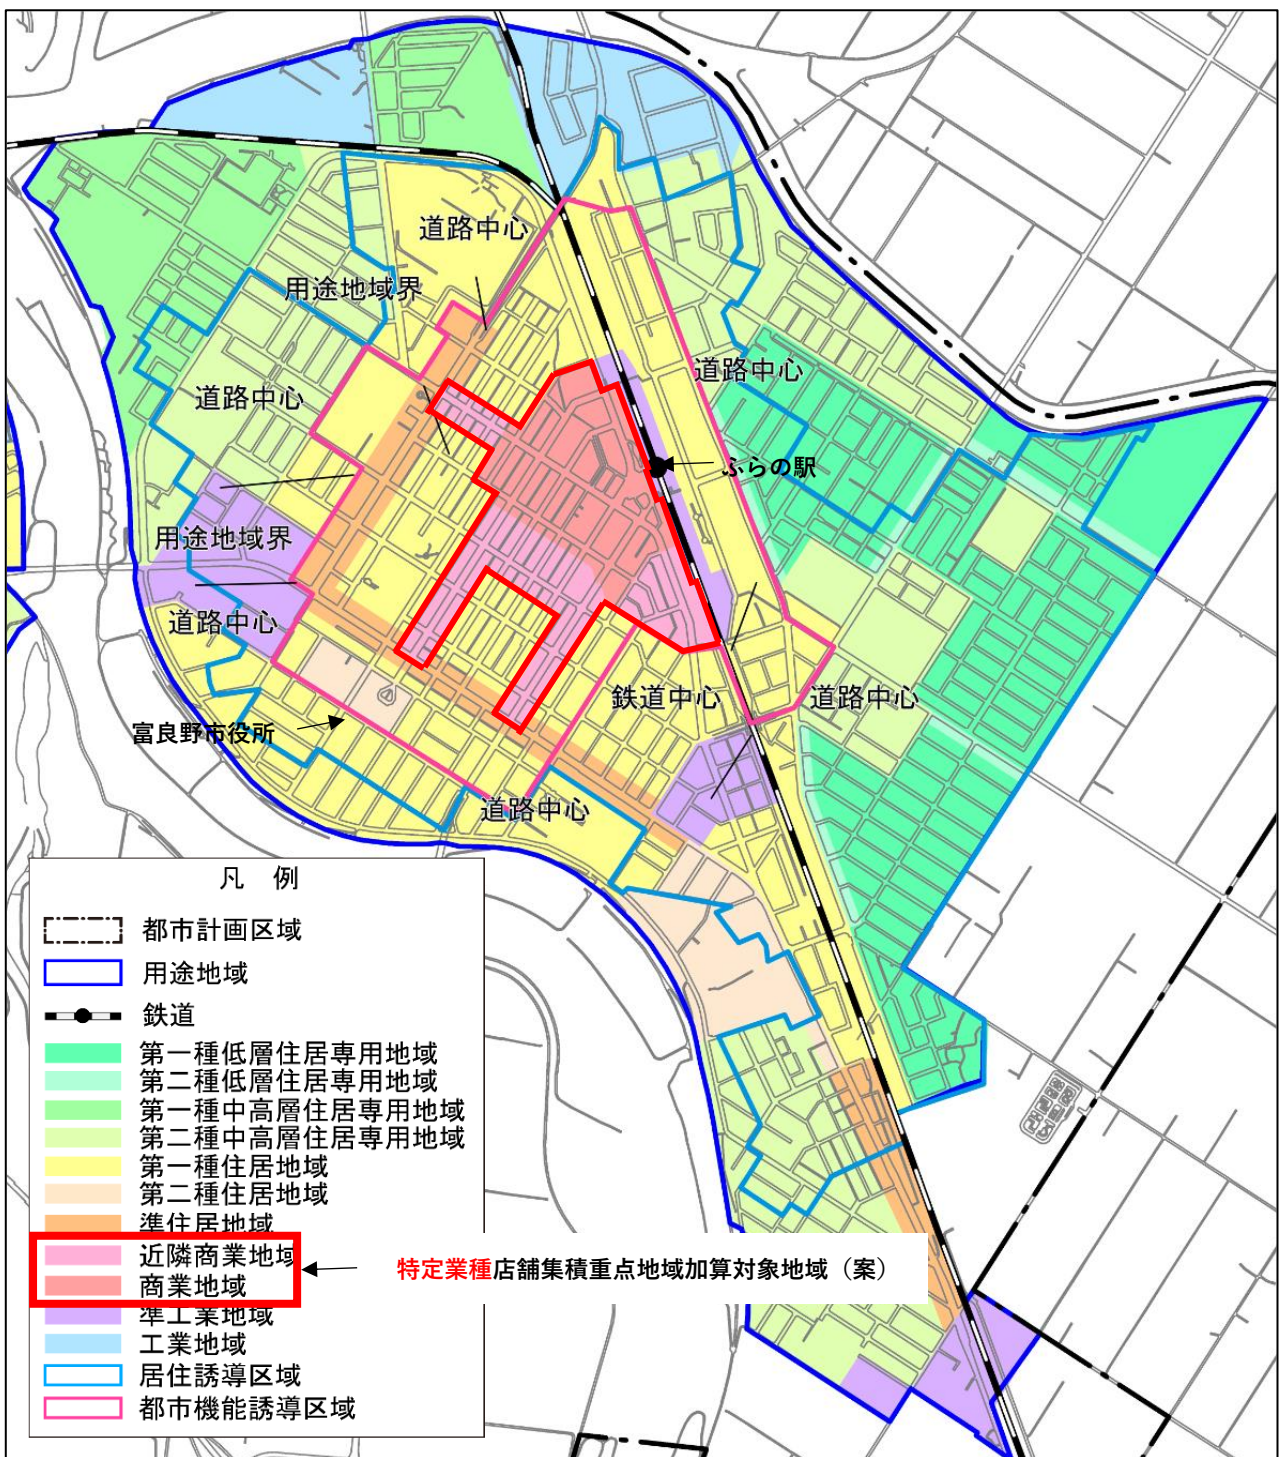 道路中心
用途地域界
道路中心
道路中心
ふらの駅
用途地域界
道路中心
鉄道中心
道路中心
富良野市役所
道路中心
凡 例
都市計画区域
用途地域
鉄道
第一種低層住居専用地域
第二種低層住居専用地域
第一種中高層住居専用地域
第二種中高層住居専用地域
第一種住居地域
第二種住居地域
準住居地域
近隣商業地域
特定業種店舗集積重点地域加算対象地域（案）
商業地域
準工業地域
工業地域
居住誘導区域
都市機能誘導区域